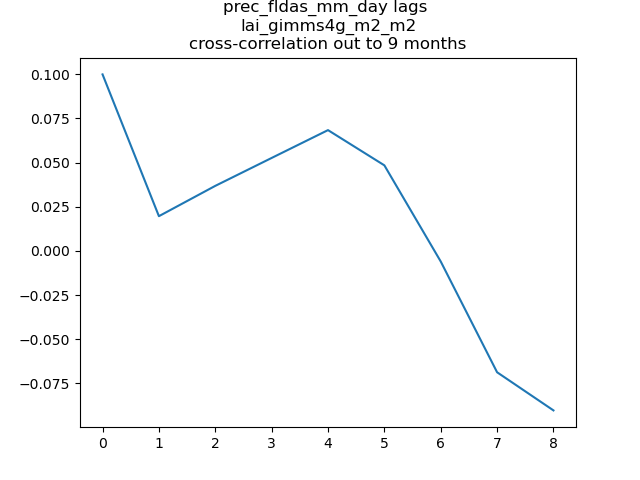 prec_fldas_mm_day lags
lai_gimms4g_m2_m2
cross-correlation out to 9 months
0.100
0.075
0.050
0.025
0.000
−0.025
−0.050
−0.075
0 1 2 3 4 5 6 7 8